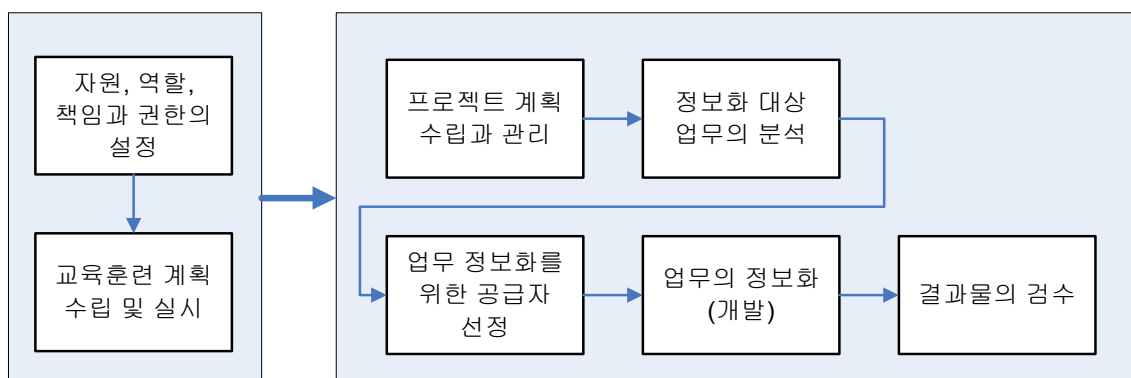 자원, 역할,
책임과 권한의
설정
교육훈련 계획
수립 및 실시
프로젝트 계획
수립과 관리
정보화 대상
업무의 분석
업무 정보화를
위한 공급자
선정
업무의 정보화
(개발)
결과물의 검수